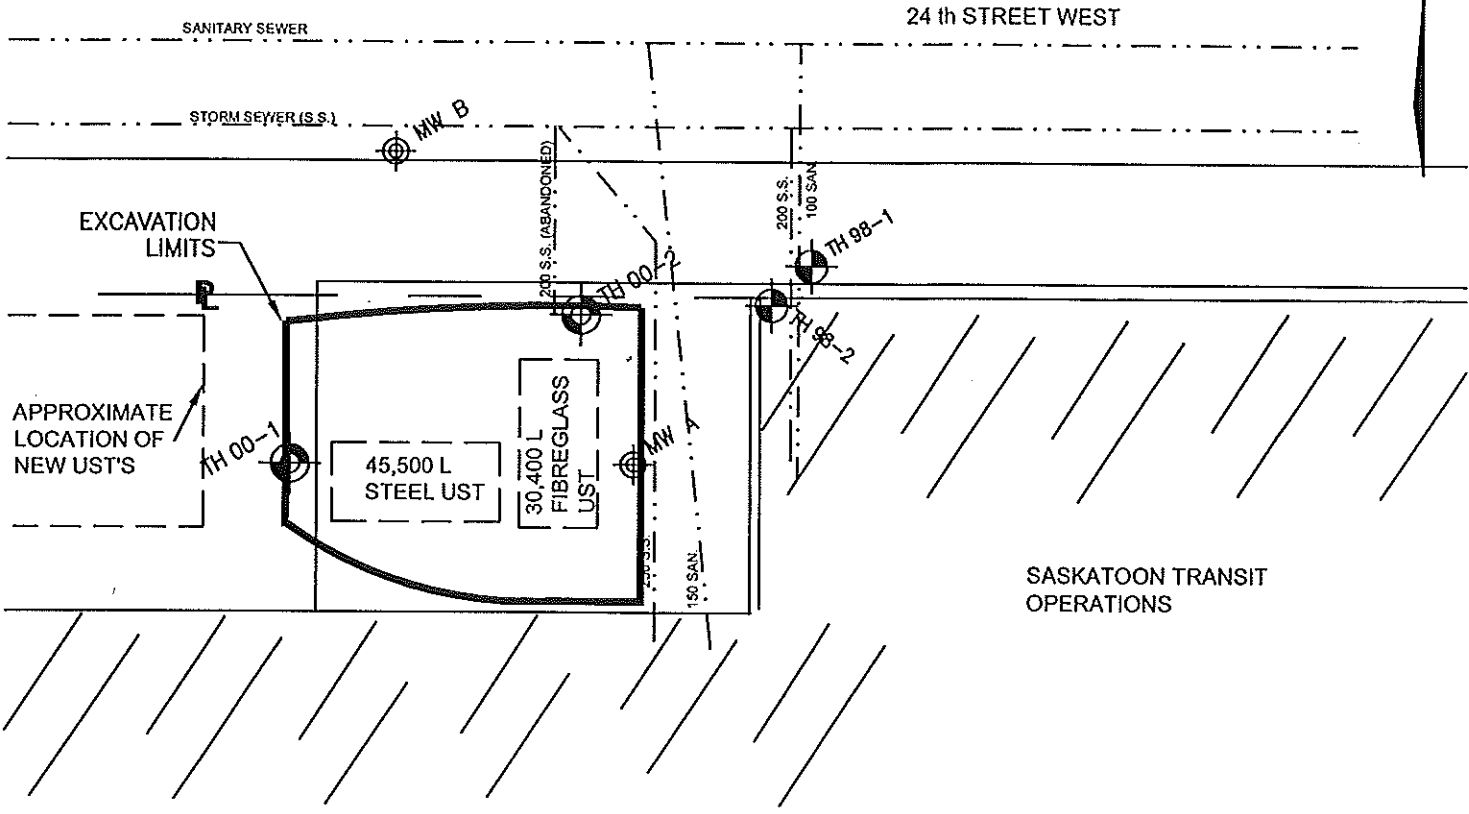 24 th STREET WEST
SANITARY SEWER
STORM SEWER (S.S.)
MW B
200 S.S. (ABANDONED)
200 S.S.
100 SAN.
EXCAVATION
LIMITS
TH 98-1
TH 00-2
PL
TH 98-2
APPROXIMATE
LOCATION OF
NEW UST'S
TH 00-1
45,500 L
STEEL UST
30,400 L
FIBREGLASS
UST
MW A
S.S.
150 SAN.
SASKATOON TRANSIT
OPERATIONS